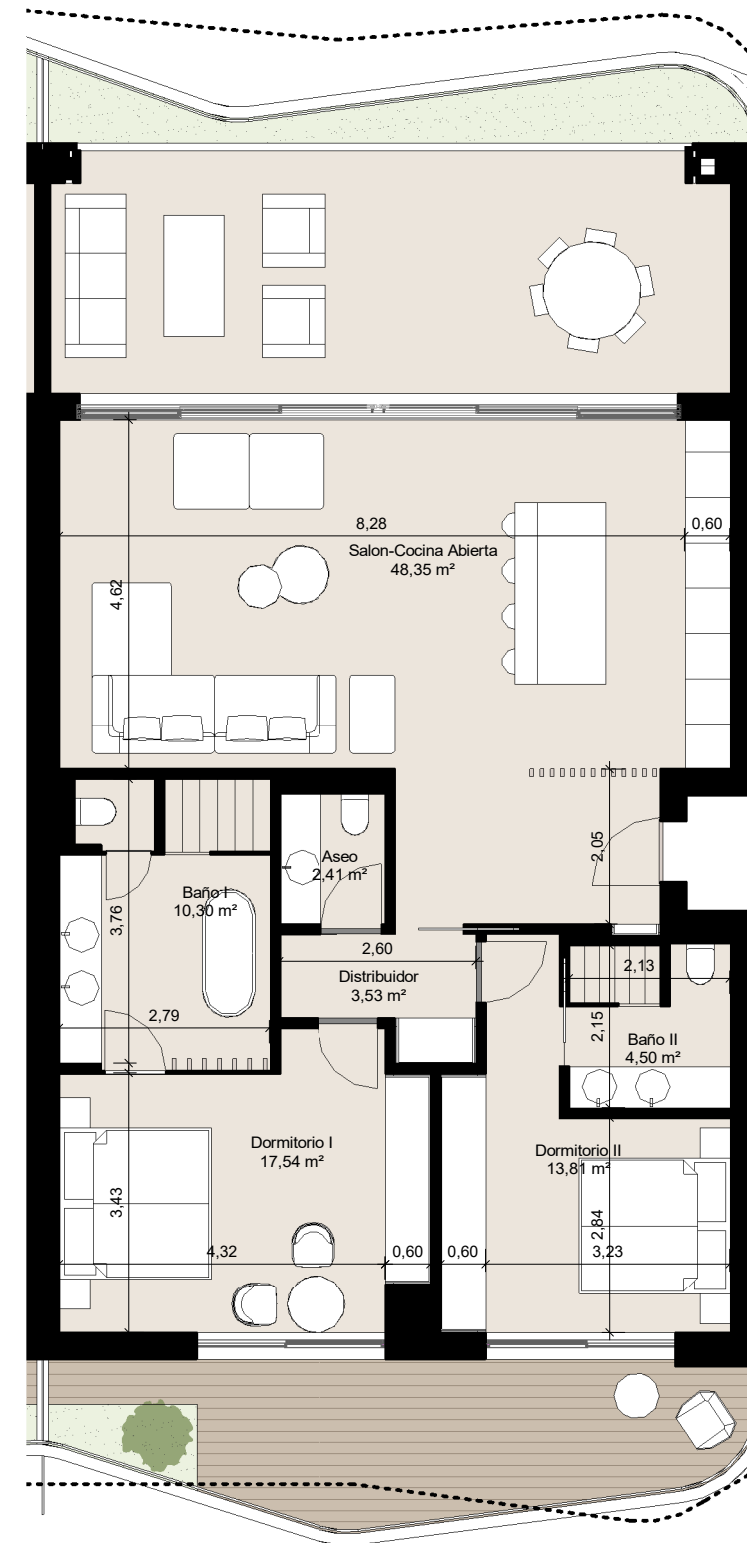 8,28
0,60
Salon-Cocina Abierta
48,35 m²
4,62
2,05
Aseo
2,41 m²
Baño I
10,30 m²
3,76
2,60
Distribuidor
3,53 m²
2,13
2,79
2,15
Baño II
4,50 m²
Dormitorio I
17,54 m²
Dormitorio II
13,81 m²
3,43
2,84
4,32
0,60
0,60
3,23